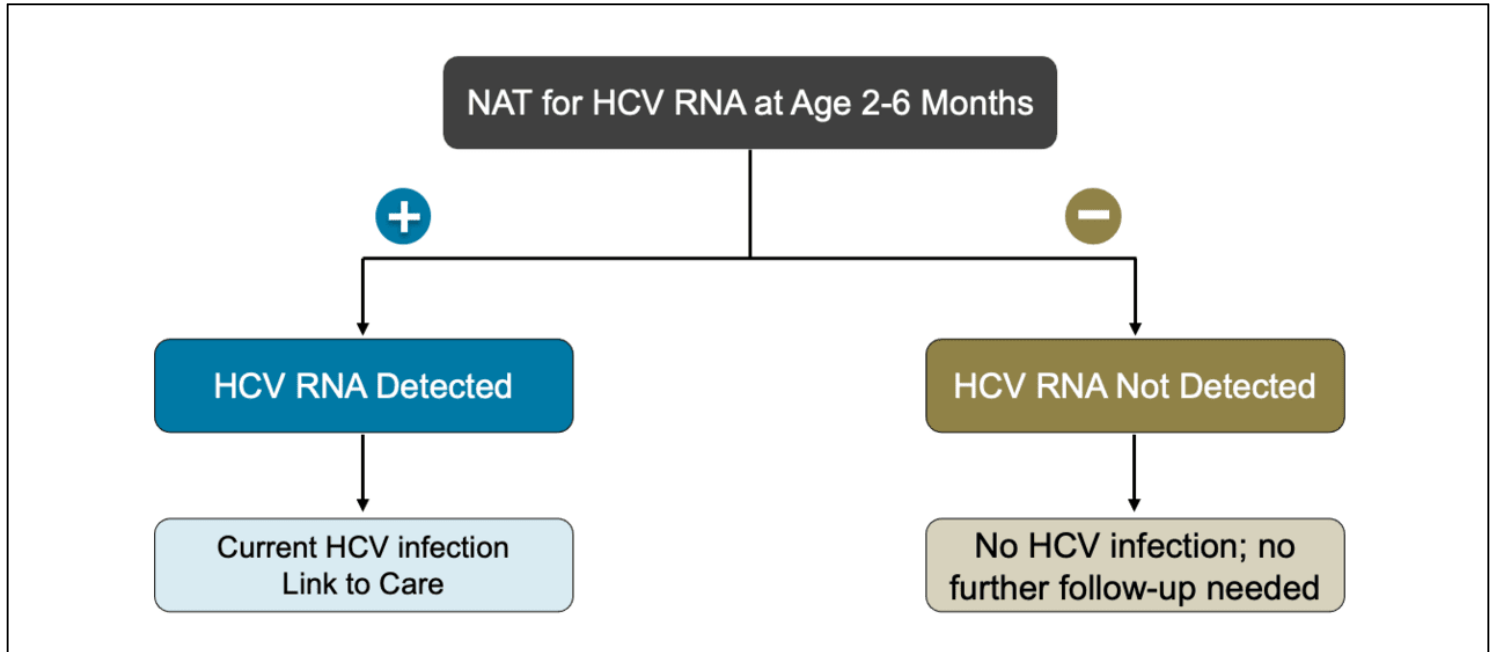 NAT for HCV RNA at Age 2-6 Months
+
−
HCV RNA Detected
HCV RNA Not Detected
Current HCV infection
Link to Care
No HCV infection; no
further follow-up needed